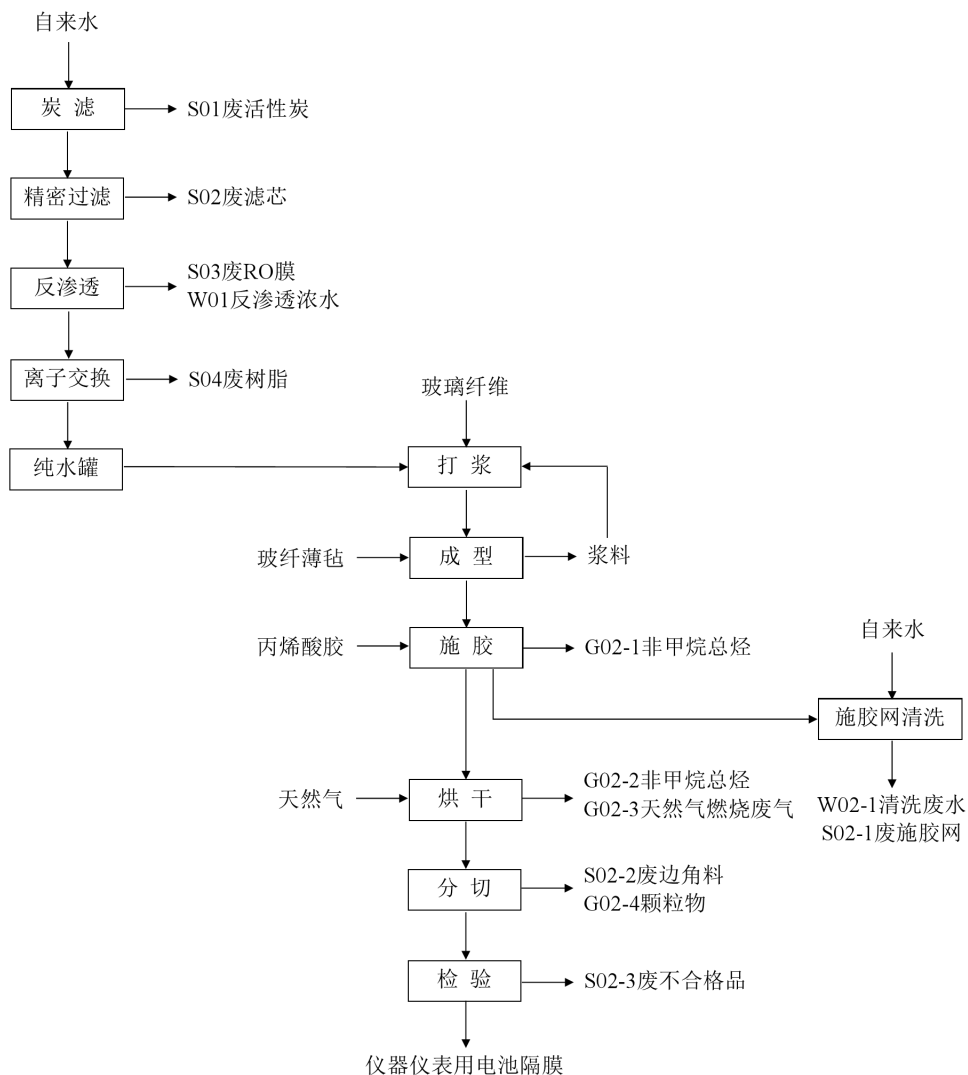 自来水
炭 滤
S01废活性炭
精密过滤
S02废滤芯
反渗透
S03废RO膜
W01反渗透浓水
离子交换
S04废树脂
纯水罐
玻璃纤维
打 浆
玻纤薄毡
成 型
浆料
丙烯酸胶
施 胶
G02-1非甲烷总烃
自来水
施胶网清洗
W02-1清洗废水
S02-1废施胶网
天然气
烘 干
G02-2非甲烷总烃
G02-3天然气燃烧废气
分 切
S02-2废边角料
G02-4颗粒物
检 验
S02-3废不合格品
仪器仪表用电池隔膜